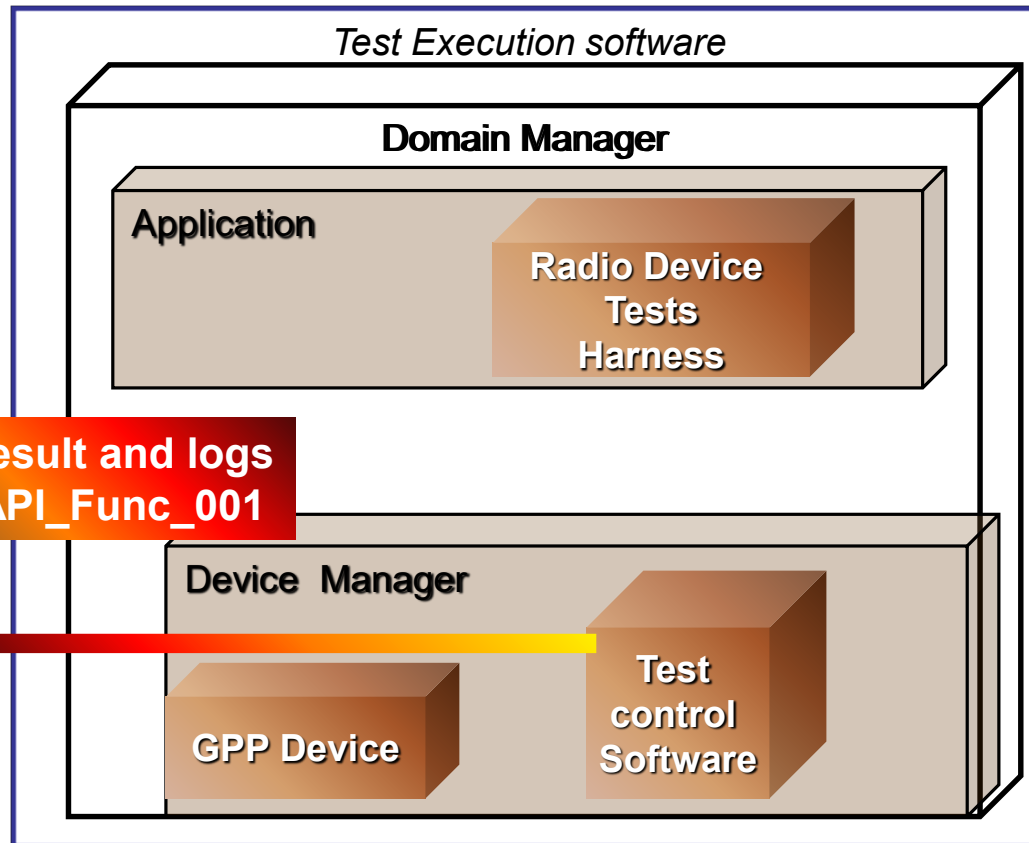 Test Execution software
Domain Manager
Application
Radio Device
Tests
Harness
esult and logs
API_Func_001
Device Manager
Test
control
Software
GPP Device